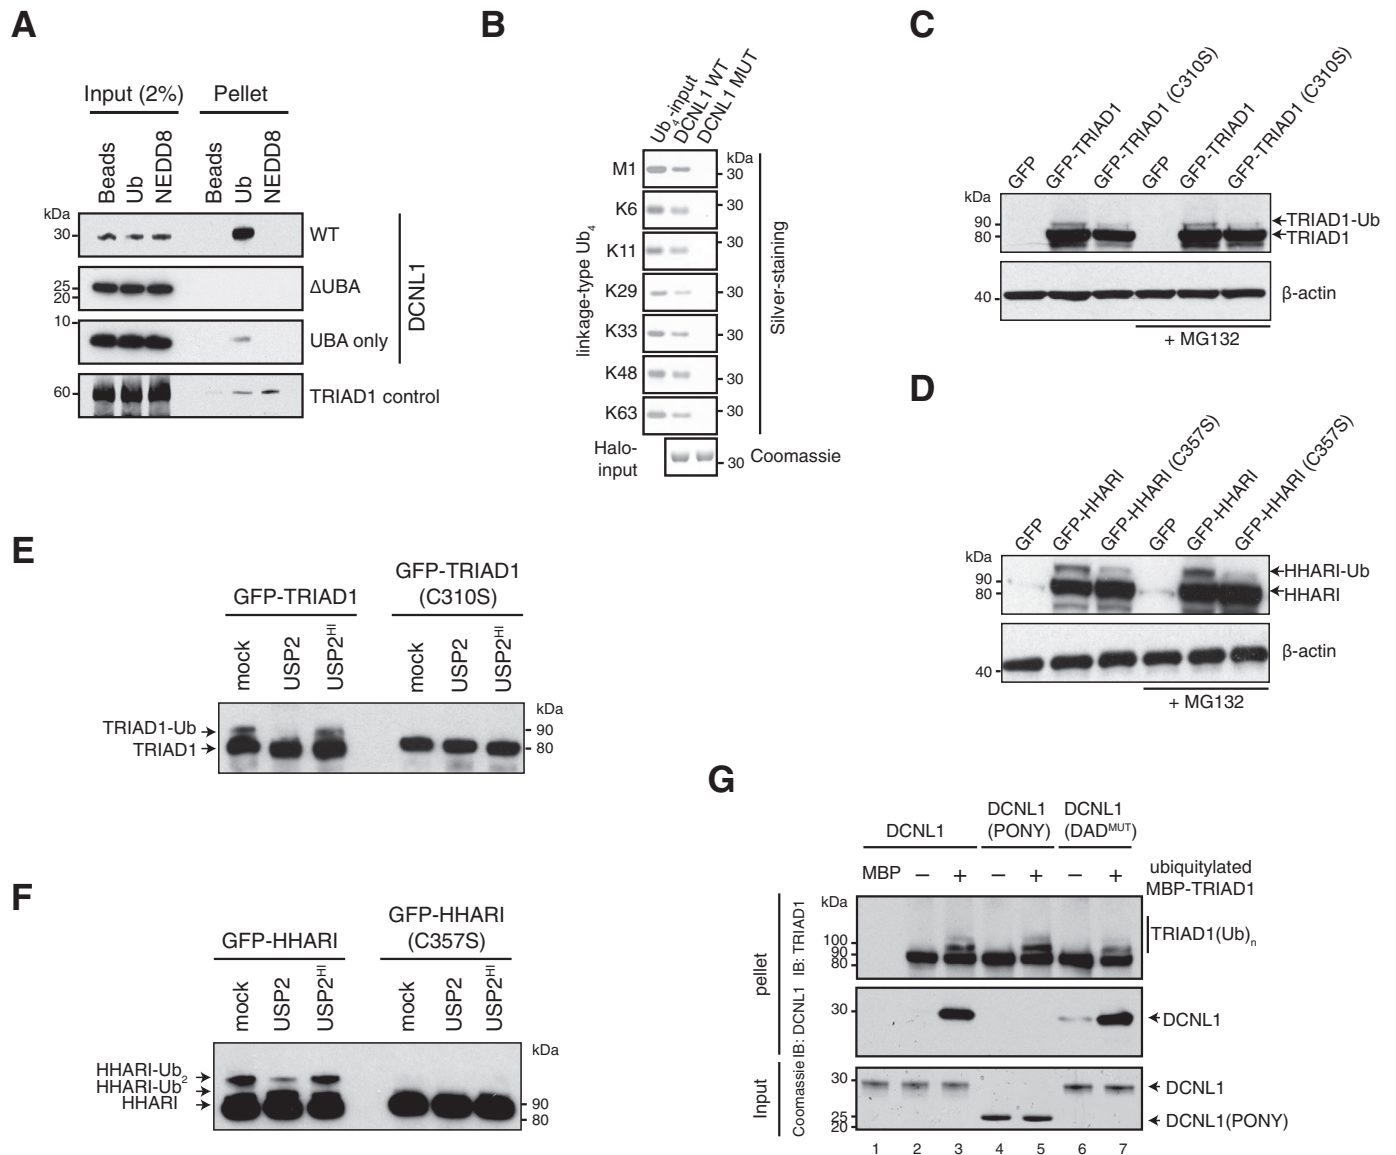 A
Input (2%)
Pellet
Beads
Ub
NEDD8
Beads
Ub
NEDD8
kDa
30
WT
25
20
ΔUBA
10
UBA only
DCNL1
60
TRIAD1 control
B
Ub4-input
DCNL1 WT
DCNL1 MUT
kDa
M1
30
K6
30
K11
30
K29
30
K33
30
K48
30
K63
30
linkage-type Ub4
Silver-staining
Halo-
input
30
Coomassie
C
GFP
GFP-TRIAD1
GFP-TRIAD1 (C310S)
GFP
GFP-TRIAD1
GFP-TRIAD1 (C310S)
kDa
90
80
TRIAD1-Ub
TRIAD1
40
β-actin
+ MG132
D
GFP
GFP-HHARI
GFP-HHARI (C357S)
GFP
GFP-HHARI
GFP-HHARI (C357S)
kDa
90
80
HHARI-Ub
HHARI
40
β-actin
+ MG132
E
GFP-TRIAD1
GFP-TRIAD1
(C310S)
mock
USP2
USP2HI
mock
USP2
USP2HI
kDa
TRIAD1-Ub
TRIAD1
90
80
F
GFP-HHARI
GFP-HHARI
(C357S)
mock
USP2
USP2HI
mock
USP2
USP2HI
kDa
HHARI-Ub2
HHARI-Ub
HHARI
90
80
G
DCNL1
DCNL1
(PONY)
DCNL1
(DADMUT)
MBP
−
+
−
+
−
+
ubiquitylated
MBP-TRIAD1
kDa
100
90
80
IB: TRIAD1
TRIAD1(Ub)n
pellet
30
IB: DCNL1
DCNL1
Input
Coomassie
30
25
20
DCNL1
DCNL1(PONY)
1
2
3
4
5
6
7